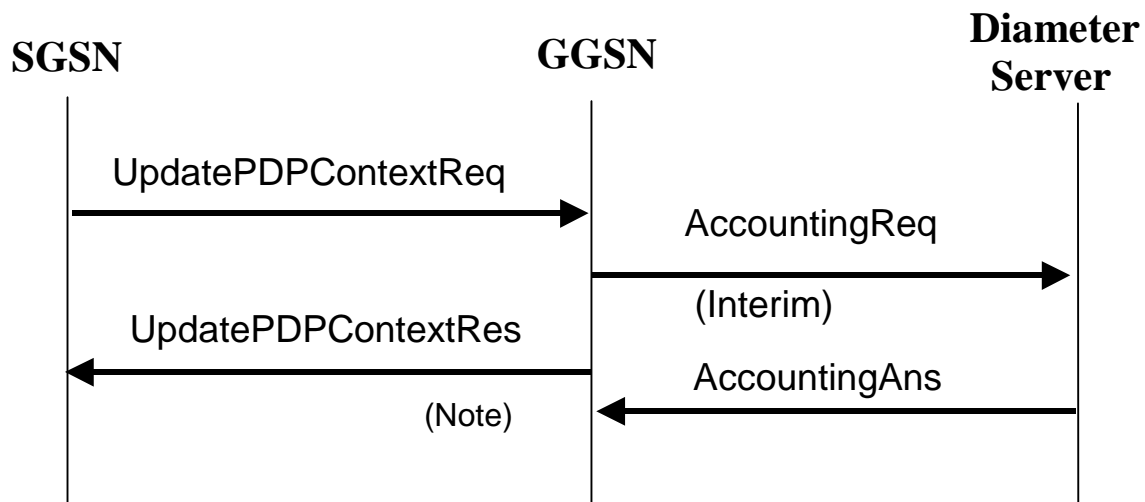 SGSN
GGSN
Diameter
Server
UpdatePDPContextReq
AccountingReq
(Interim)
UpdatePDPContextRes
AccountingAns
(Note)